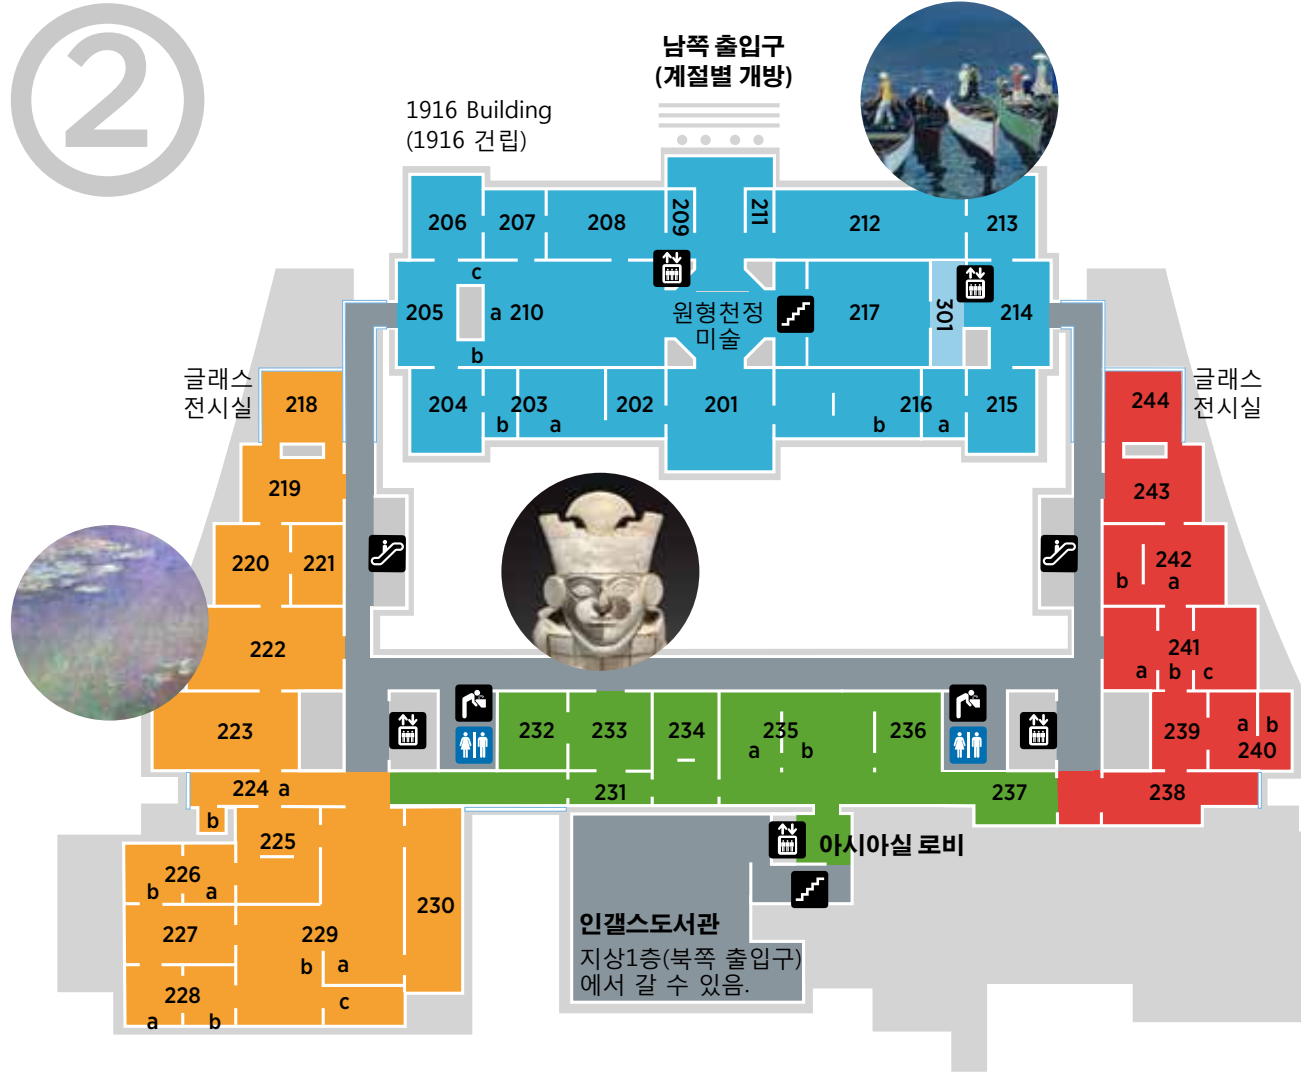 2
남쪽 출입구
(계절별 개방)
1916 Building
(1916 건립)
206
207
208
209
211
212
213
c
205
a 210
b
원형천정
미술
217
301
214
글래스
전시실
218
204
203
b
a
202
201
216
b
a
215
244
글래스
전시실
219
243
220
221
242
b
a
222
241
a
b
c
223
232
233
234
235
a
b
236
239
a
b
240
224 a
b
231
237
238
225
아시아실 로비
226
b
a
227
229
b
a
c
230
228
a
b
인갤스도서관
지상1층(북쪽 출입구)
에서 갈 수 있음.